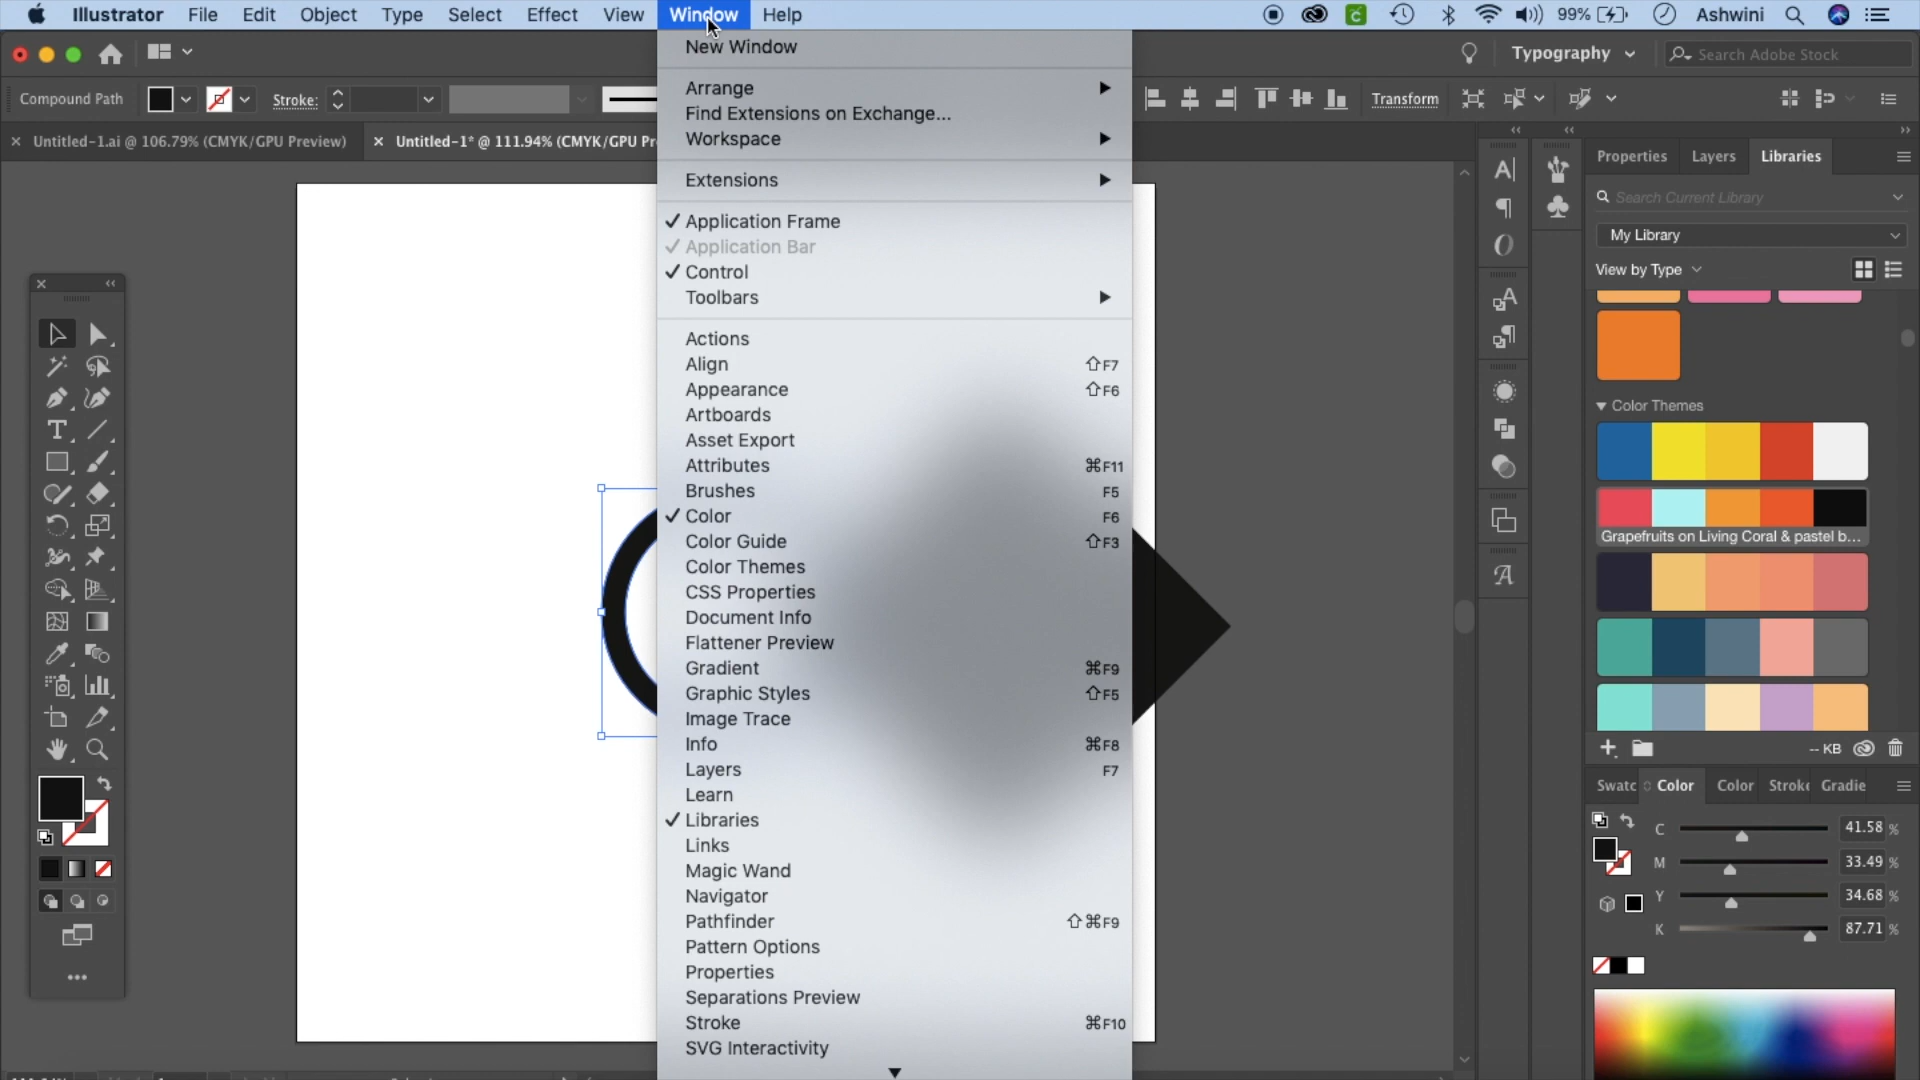 Illustrator File Edit Object Type Select Effect View Window Help 99% Ashwini
Typography Search Adobe Stock
Compound Path Stroke: Transform
Untitled-1.ai @ 106.79% (CMYK/GPU Preview) Untitled-1* @ 111.94% (CMYK/GPU Pr
New Window
Arrange
Find Extensions on Exchange...
Workspace
Extensions
Application Frame
Application Bar
Control
Toolbars
Actions
Align ⇧F7
Appearance ⇧F6
Artboards
Asset Export
Attributes ⌘F11
Brushes F5
Color F6
Color Guide ⇧F3
Color Themes
CSS Properties
Document Info
Flattener Preview
Gradient ⌘F9
Graphic Styles ⇧F5
Image Trace
Info ⌘F8
Layers F7
Learn
Libraries
Links
Magic Wand
Navigator
Pathfinder ⇧⌘F9
Pattern Options
Properties
Separations Preview
Stroke ⌘F10
SVG Interactivity
Properties Layers Libraries
Search Current Library
My Library
View by Type
Color Themes
Grapefruits on Living Coral & pastel b...
-- KB
Swatc Color Color Stroke Gradie
C 41.58 %
M 33.49 %
Y 34.68 %
K 87.71 %